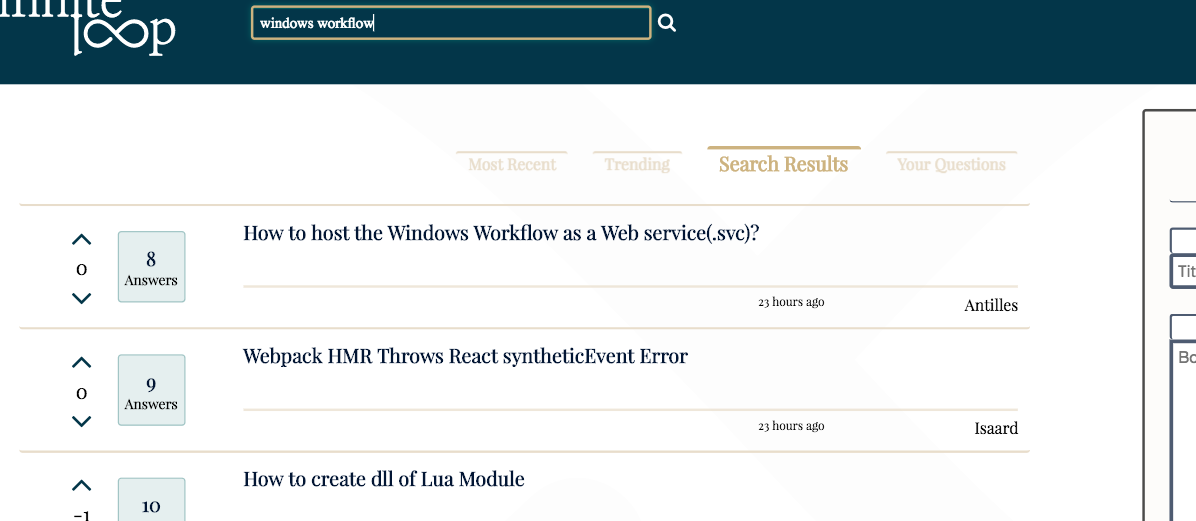 infinite
loop
windows workflow
Most Recent
Trending
Search Results
Your Questions
How to host the Windows Workflow as a Web service(.svc)?
0
8
Answers
23 hours ago
Antilles
Webpack HMR Throws React syntheticEvent Error
0
9
Answers
23 hours ago
Isaard
How to create dll of Lua Module
-1
10
Tit
Bo